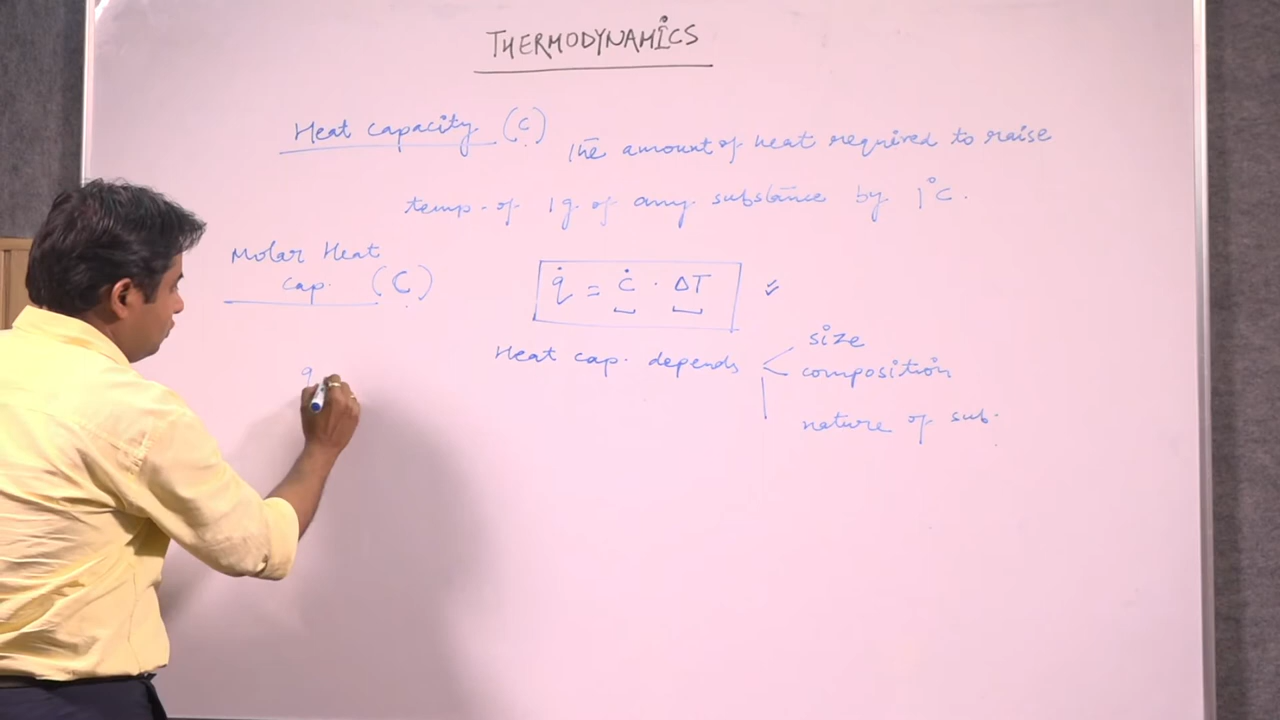 THERMODYNAMICS
Heat capacity (c) The amount of heat required to raise
temp. of 1g. of any substance by 1°C.
Molar Heat
cap. (C)
q = c · ΔT
Heat cap. depends
size
composition
nature of sub.
q